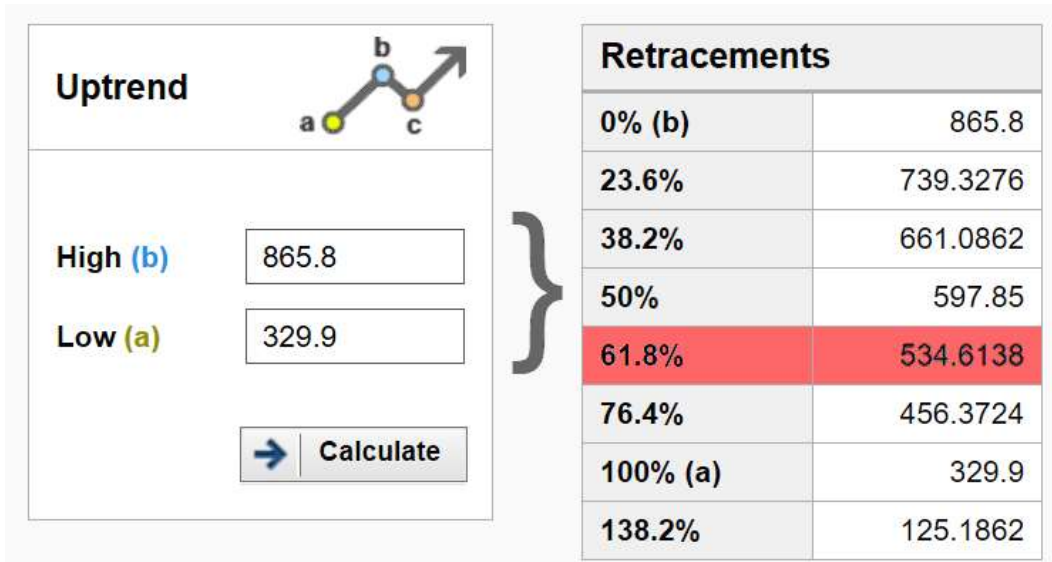 Uptrend
b
a
c
High (b)
865.8
Low (a)
329.9
Calculate
Retracements
0% (b) 865.8
23.6% 739.3276
38.2% 661.0862
50% 597.85
61.8% 534.6138
76.4% 456.3724
100% (a) 329.9
138.2% 125.1862